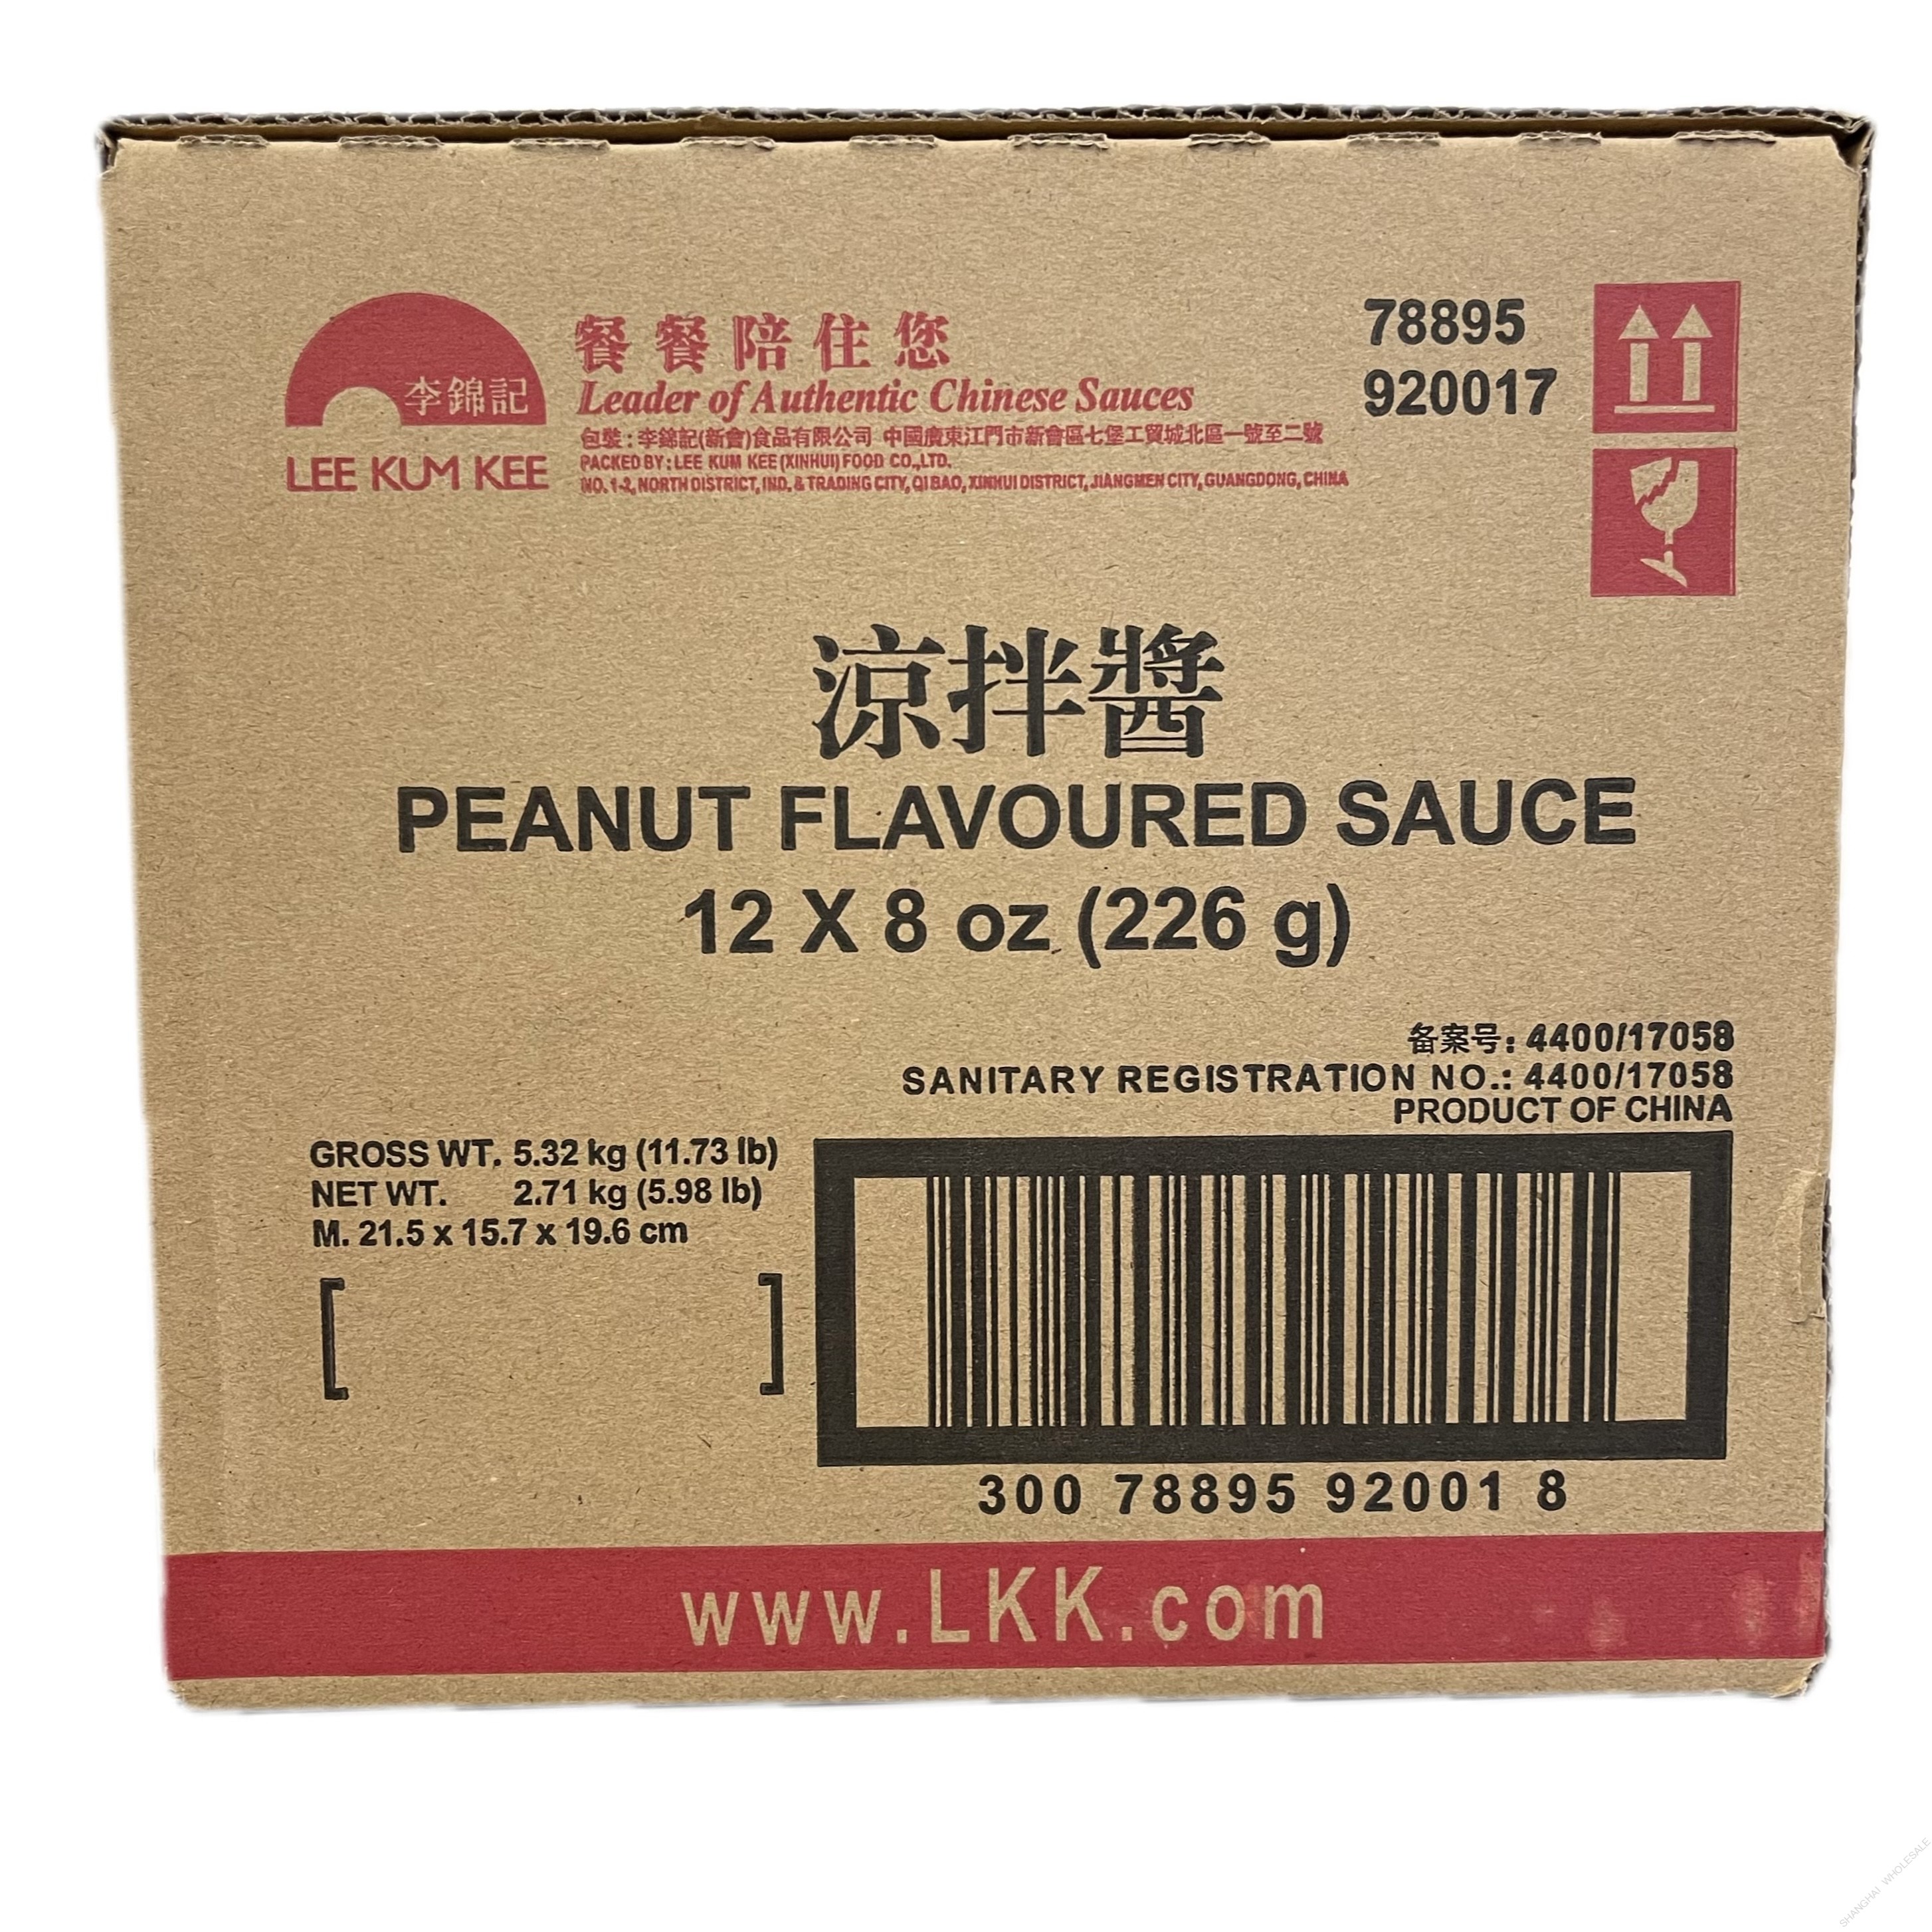 李錦記
LEE KUM KEE
餐餐陪住您
Leader of Authentic Chinese Sauces
包裝:李錦記(新會)食品有限公司 中國廣東江門市新會區七堡工貿城北區一號至二號
PACKED BY: LEE KUM KEE (XINHUI) FOOD CO.,LTD.
NO. 1-2, NORTH DISTRICT, IND. & TRADING CITY, QI BAO, XINHUI DISTRICT, JIANGMEN CITY, GUANGDONG, CHINA
78895
920017
涼拌醬
PEANUT FLAVOURED SAUCE
12 X 8 oz (226 g)
备案号: 4400/17058
SANITARY REGISTRATION NO.: 4400/17058
PRODUCT OF CHINA
GROSS WT. 5.32 kg (11.73 lb)
NET WT. 2.71 kg (5.98 lb)
M. 21.5 x 15.7 x 19.6 cm
[ ]
300 78895 92001 8
www.LKK.com
SHANGHAI WHOLESALE